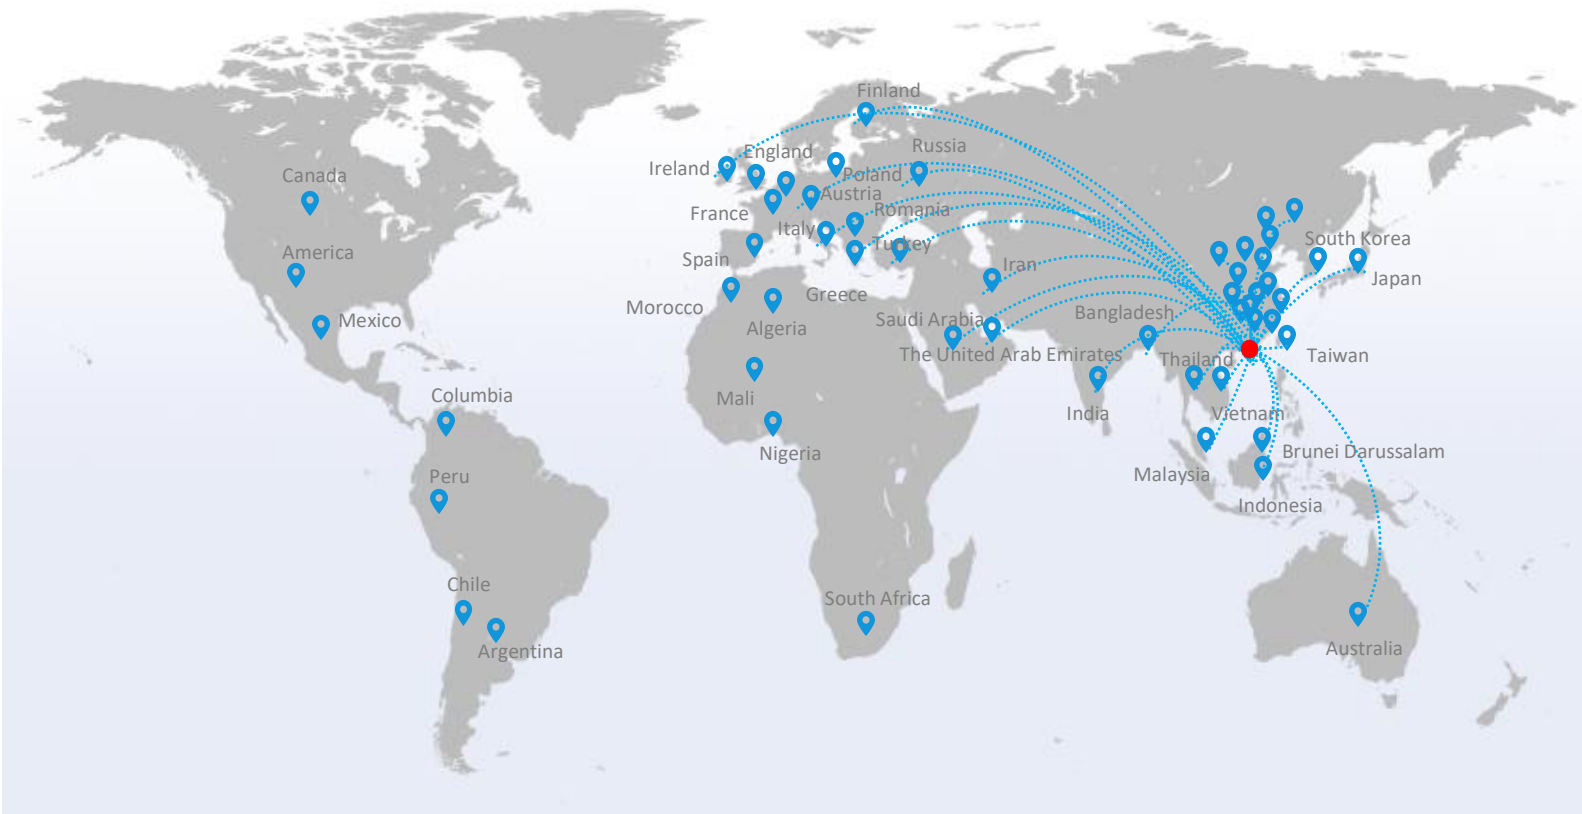 Finland
England
Russia
Ireland
Poland
Canada
Austria
France
Romania
Italy
South Korea
Turkey
America
Spain
Iran
Japan
Greece
Morocco
Bangladesh
Mexico
Saudi Arabia
Algeria
The United Arab Emirates
Thailand
Taiwan
Mali
Columbia
India
Vietnam
Nigeria
Brunei Darussalam
Peru
Malaysia
Indonesia
Chile
South Africa
Argentina
Australia